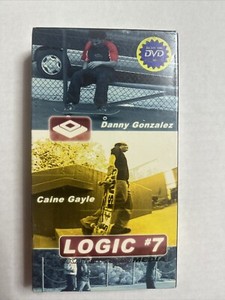 DVD
Danny Gonzalez
Caine Gayle
LOGIC #7
MEDIA